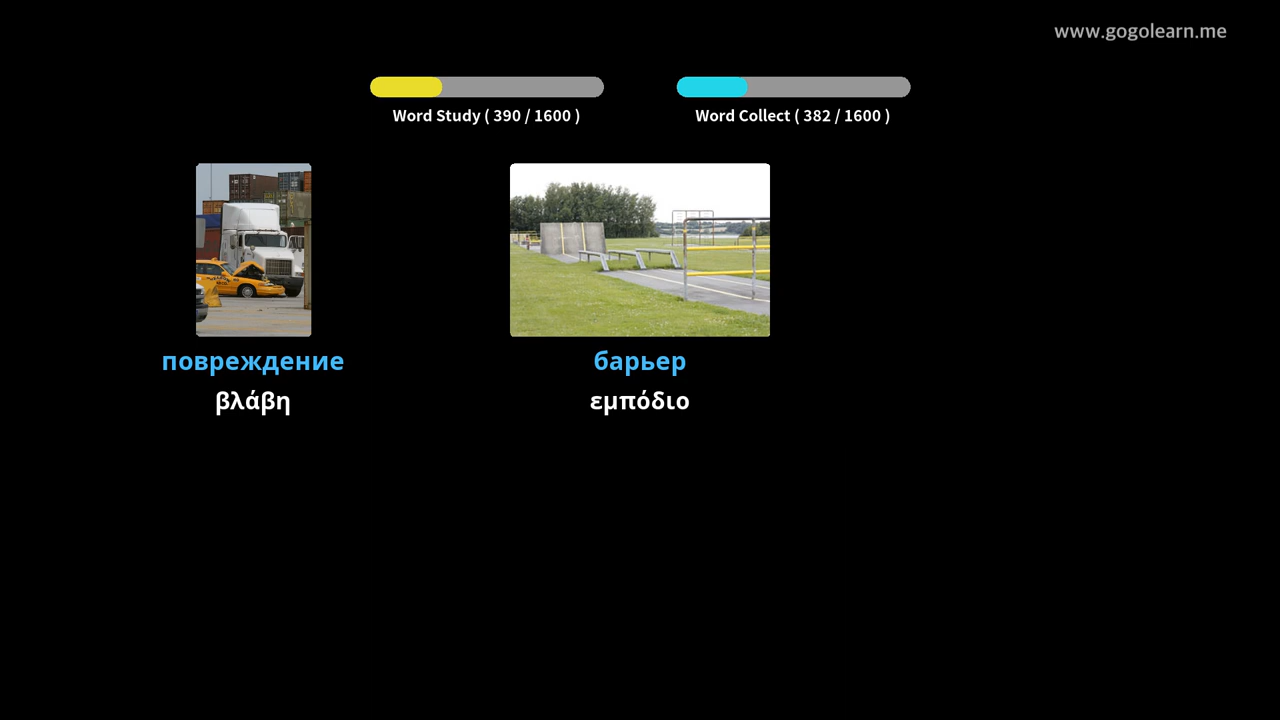 www.gogolearn.me
Word Study ( 390 / 1600 )
Word Collect ( 382 / 1600 )
повреждение
βλάβη
барьер
εμπόδιο